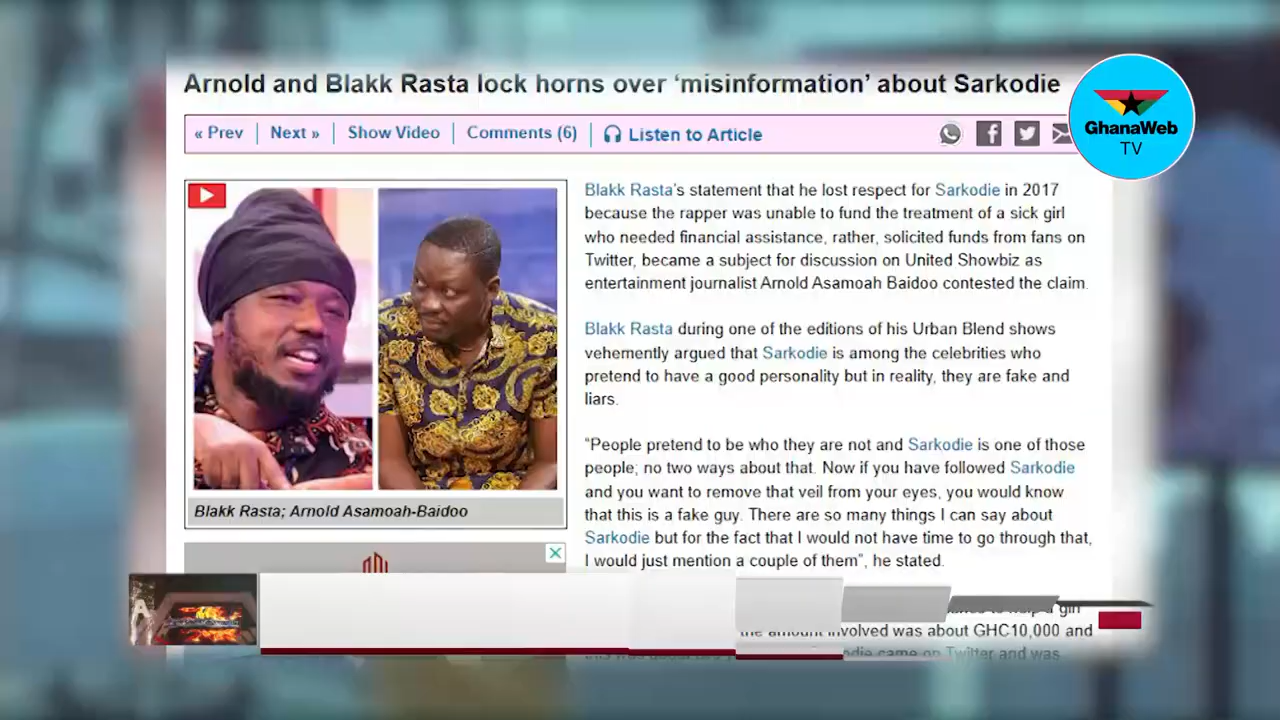 Arnold and Blakk Rasta lock horns over ‘misinformation’ about Sarkodie
« Prev
Next »
Show Video
Comments (6)
Listen to Article
GhanaWeb
TV
Blakk Rasta's statement that he lost respect for Sarkodie in 2017
because the rapper was unable to fund the treatment of a sick girl
who needed financial assistance, rather, solicited funds from fans on
Twitter, became a subject for discussion on United Showbiz as
entertainment journalist Arnold Asamoah Baidoo contested the claim.
Blakk Rasta during one of the editions of his Urban Blend shows
vehemently argued that Sarkodie is among the celebrities who
pretend to have a good personality but in reality, they are fake and
liars.
“People pretend to be who they are not and Sarkodie is one of those
people; no two ways about that. Now if you have followed Sarkodie
and you want to remove that veil from your eyes, you would know
that this is a fake guy. There are so many things I can say about
Sarkodie but for the fact that I would not have time to go through that,
I would just mention a couple of them”, he stated.
Blakk Rasta; Arnold Asamoah-Baidoo
to help a girl
the amount involved was about GHC10,000 and
came on Twitter and was